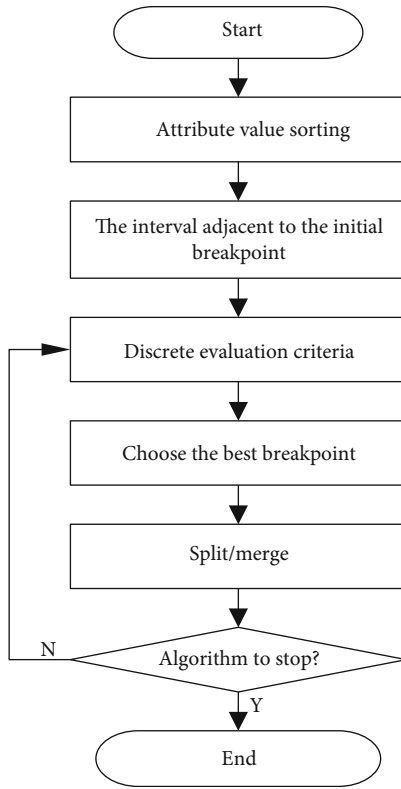 Start
Attribute value sorting
The interval adjacent to the initial
breakpoint
Discrete evaluation criteria
Choose the best breakpoint
Split/merge
N
Algorithm to stop?
Y
End